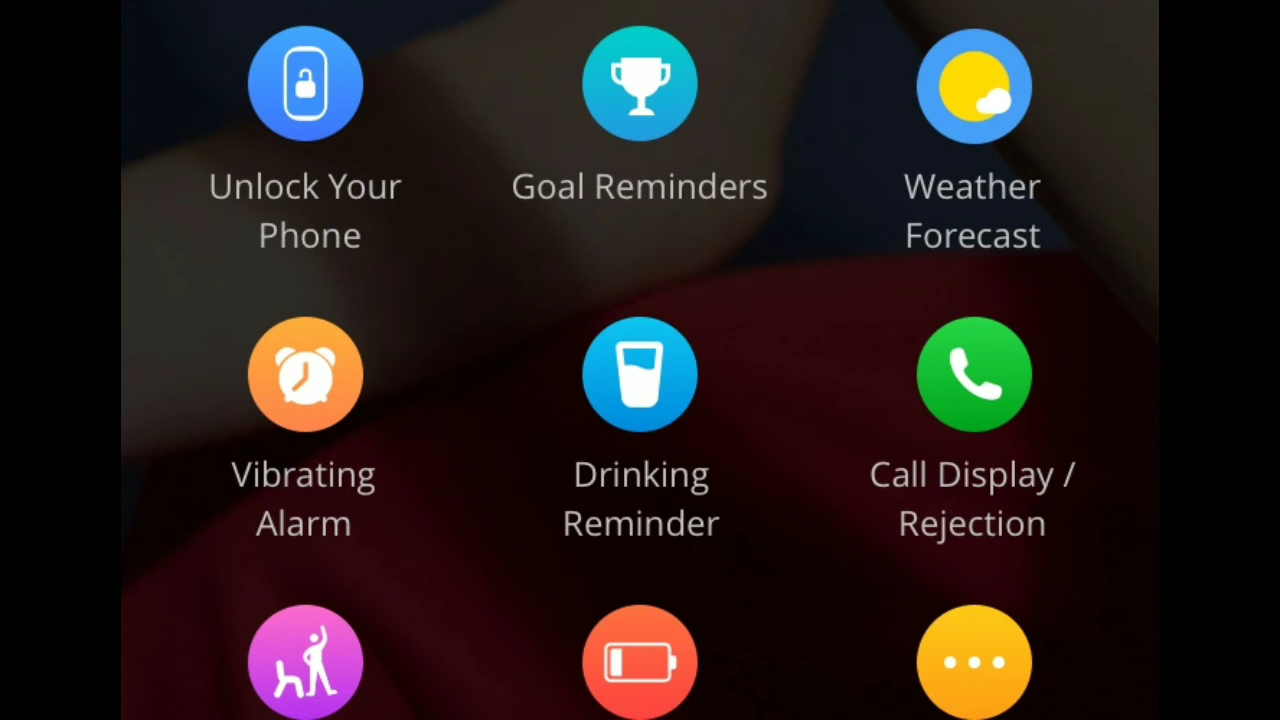 Unlock Your
Phone
Goal Reminders
Weather
Forecast
Vibrating
Alarm
Drinking
Reminder
Call Display /
Rejection